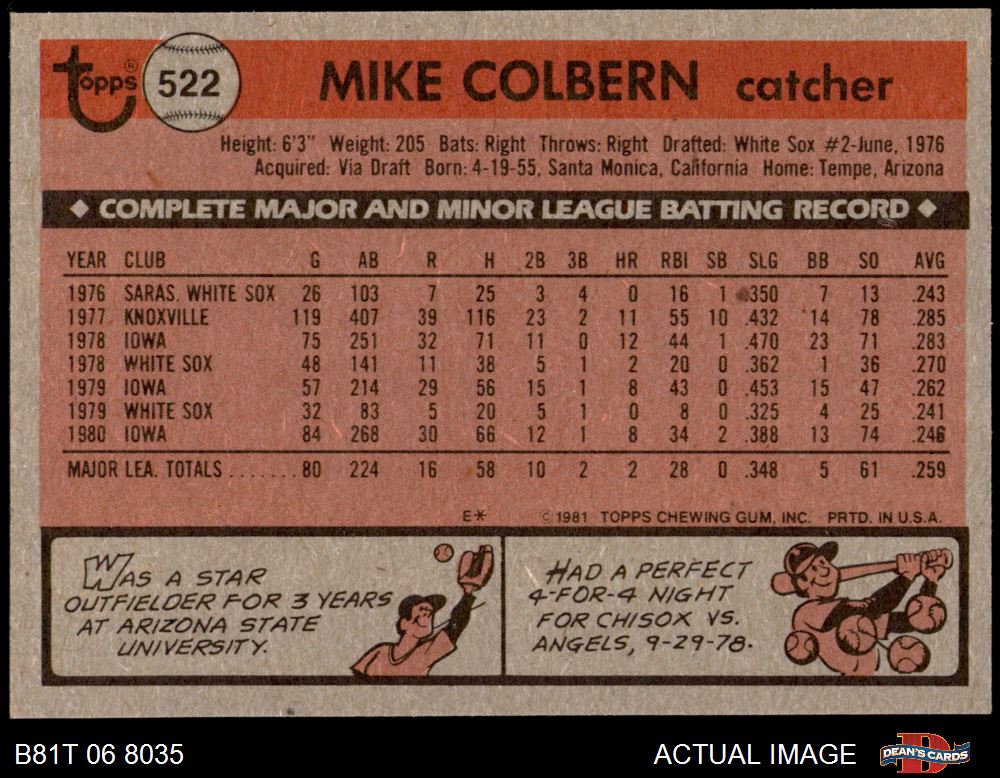 Topps® 522 MIKE COLBERN catcher
Height: 6'3" Weight: 205 Bats: Right Throws: Right Drafted: White Sox #2-June, 1976
Acquired: Via Draft Born: 4-19-55, Santa Monica, California Home: Tempe, Arizona
◆ COMPLETE MAJOR AND MINOR LEAGUE BATTING RECORD ◆
YEAR CLUB G AB R H 2B 3B HR RBI SB SLG BB SO AVG
1976 SARAS. WHITE SOX 26 103 7 25 3 4 0 16 1 .350 7 13 .243
1977 KNOXVILLE 119 407 39 116 23 2 11 55 10 .432 14 78 .285
1978 IOWA 75 251 32 71 11 0 12 44 1 .470 23 71 .283
1978 WHITE SOX 48 141 11 38 5 1 2 20 0 .362 1 36 .270
1979 IOWA 57 214 29 56 15 1 8 43 0 .453 15 47 .262
1979 WHITE SOX 32 83 5 20 5 1 0 8 0 .325 4 25 .241
1980 IOWA 84 268 30 66 12 1 8 34 2 .388 13 74 .246
MAJOR LEA. TOTALS ....... 80 224 16 58 10 2 2 28 0 .348 5 61 .259
E* © 1981 TOPPS CHEWING GUM, INC. PRTD. IN U.S.A.
WAS A STAR
OUTFIELDER FOR 3 YEARS
AT ARIZONA STATE
UNIVERSITY.
HAD A PERFECT
4-FOR-4 NIGHT
FOR CHISOX VS.
ANGELS, 9-29-78.
B81T 06 8035 ACTUAL IMAGE DEAN'S CARDS